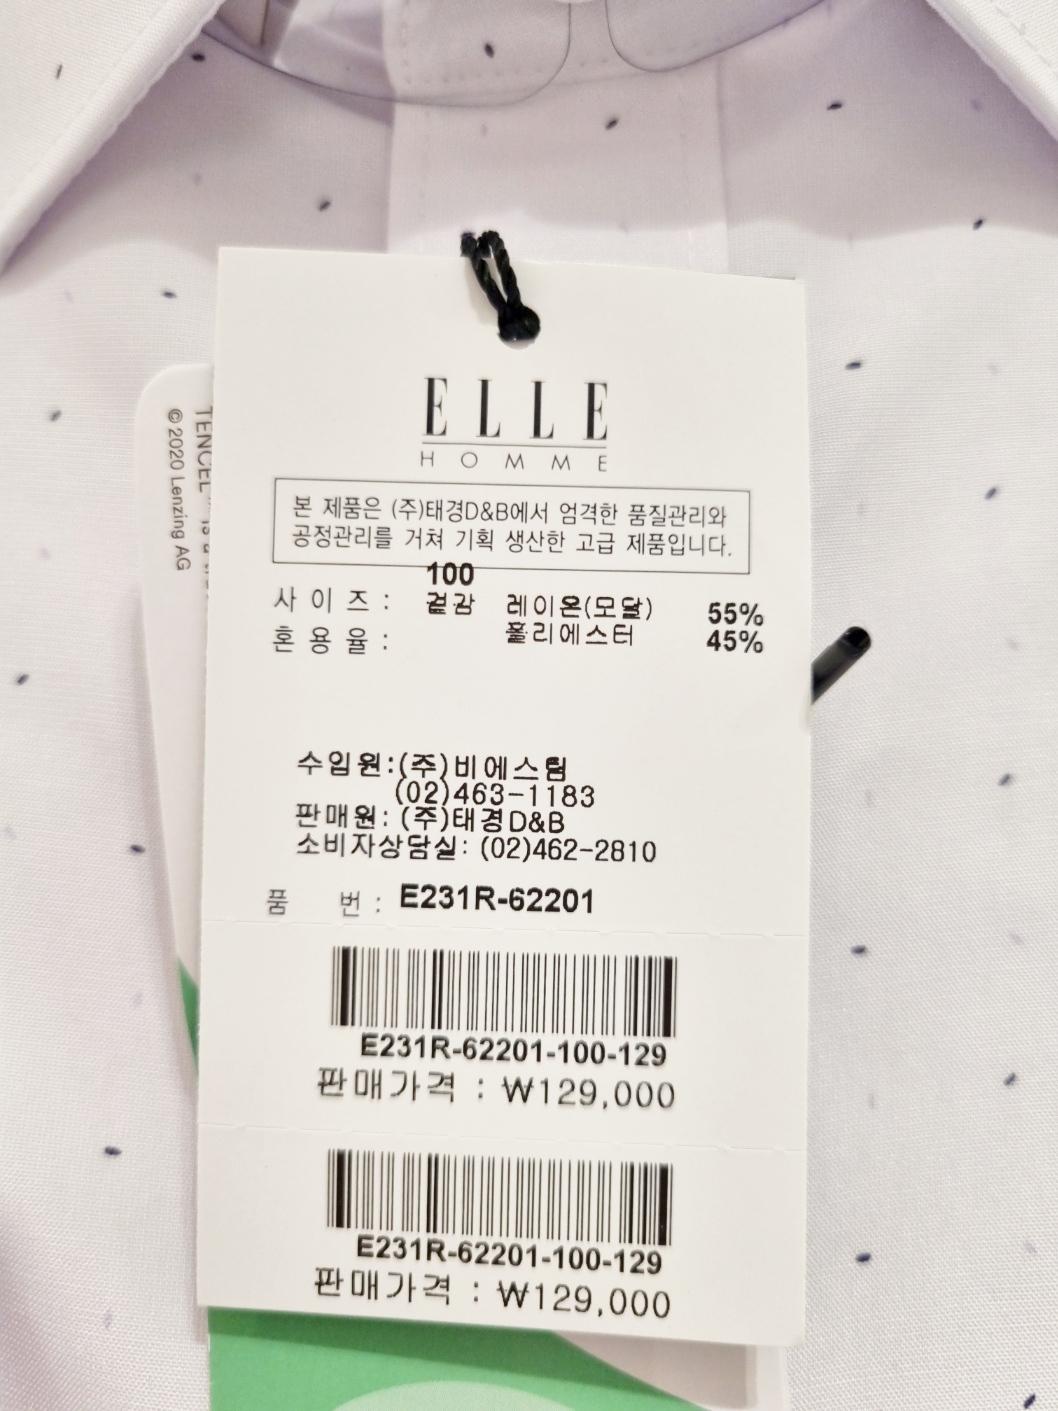 ELLE
HOMME
본 제품은 (주)태경D&B에서 엄격한 품질관리와
공정관리를 거쳐 기획 생산한 고급 제품입니다.
100
사 이 즈 : 겉감 레이온(모달) 55%
혼 용 율 : 폴리에스터 45%
수입원:(주)비에스팀
(02)463-1183
판매원: (주)태경D&B
소비자상담실: (02)462-2810
품 번 : E231R-62201
E231R-62201-100-129
판매가격 : ₩129,000
E231R-62201-100-129
판매가격 : ₩129,000
TENCEL
© 2020 Lenzing AG